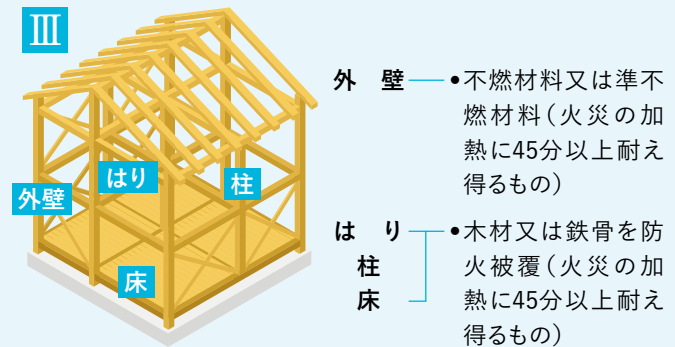 Ⅲ
はり
柱
外壁
床
外　壁
•不燃材料又は準不
燃材料(火災の加
熱に45分以上耐え
得るもの)
は　り
柱
床
•木材又は鉄骨を防
火被覆(火災の加
熱に45分以上耐え
得るもの)